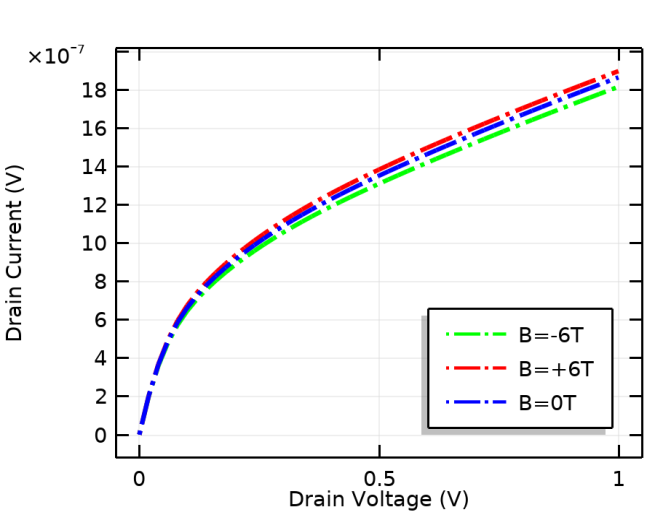 ×10⁻⁷
18
16
14
12
10
8
6
4
2
0
Drain Current (V)
0
0.5
1
Drain Voltage (V)
B=-6T
B=+6T
B=0T